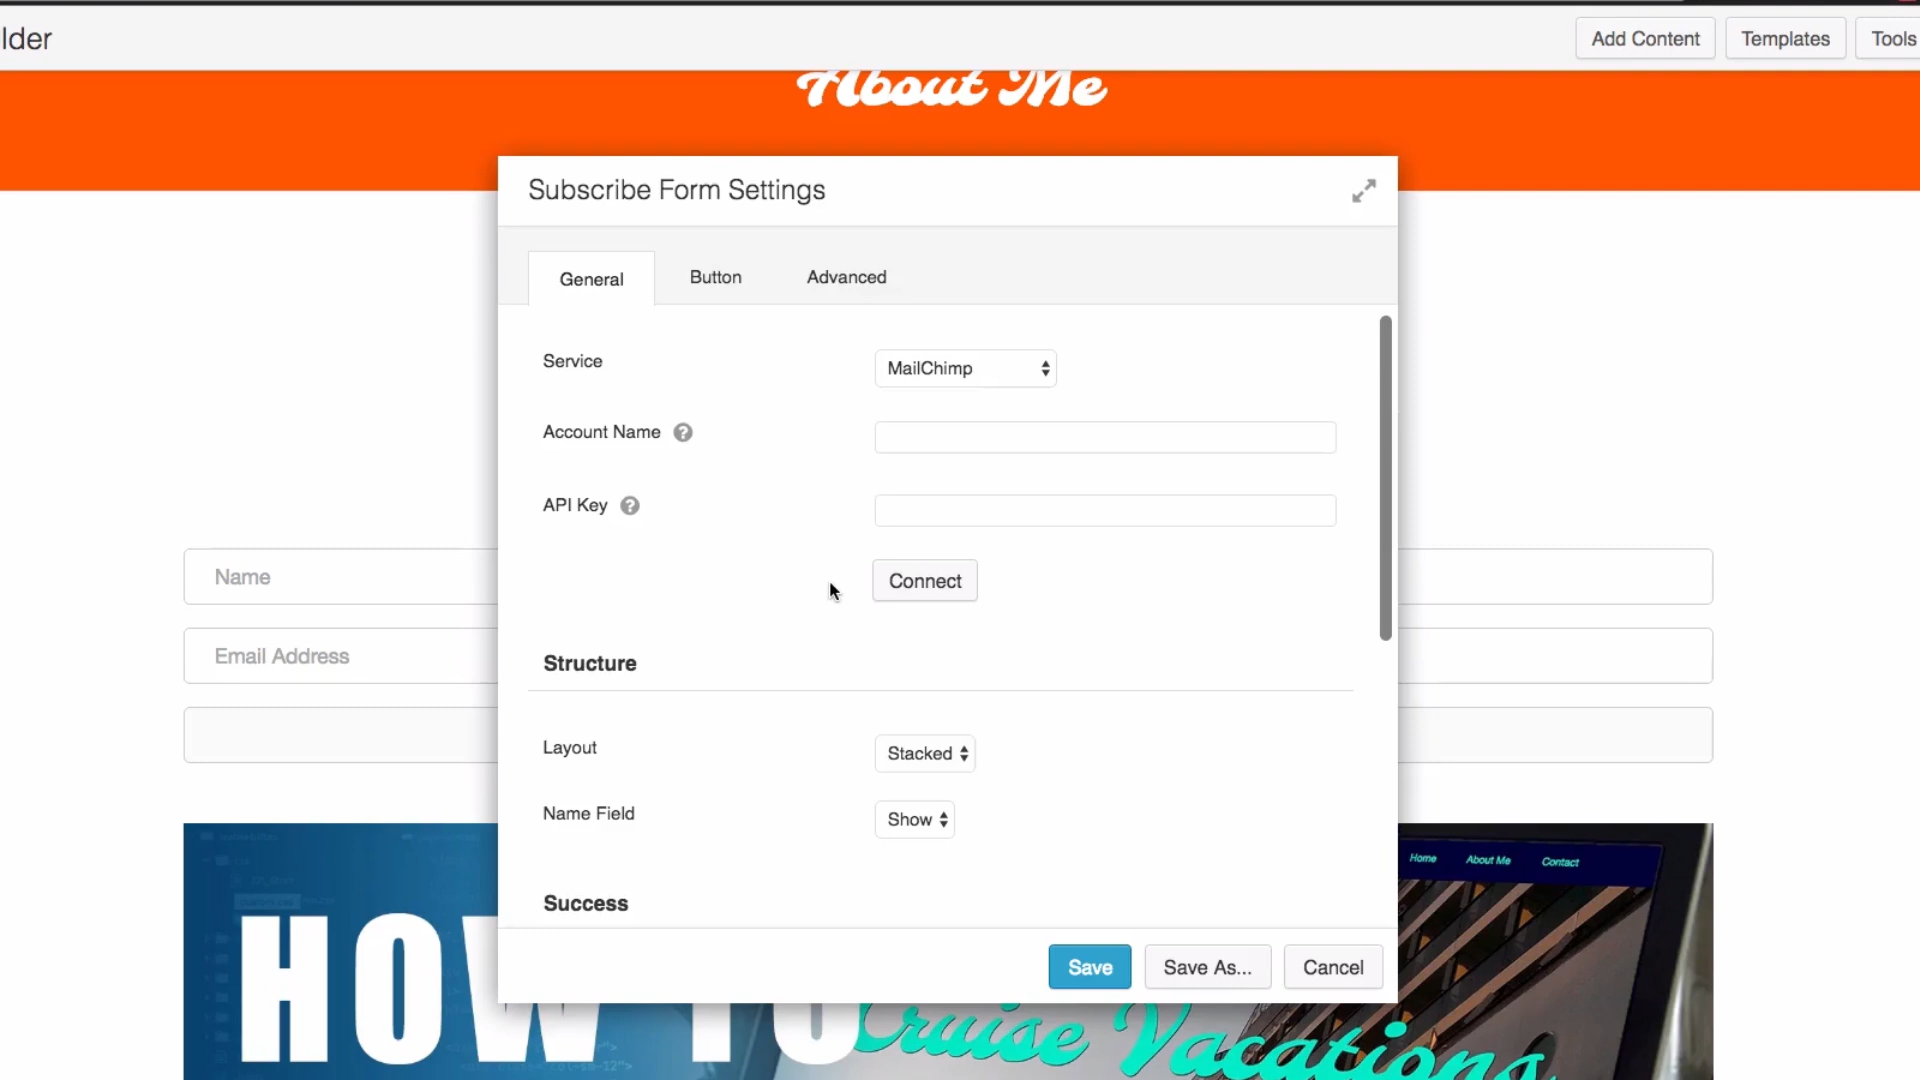 lder
Add Content
Templates
Tools
About Me
Subscribe Form Settings
General
Button
Advanced
Service
MailChimp
Account Name
?
API Key
?
Connect
Name
Email Address
Structure
Layout
Stacked
Name Field
Show
Success
Save
Save As...
Cancel
Home
About Me
Contact
HOW TO
Cruise Vacations